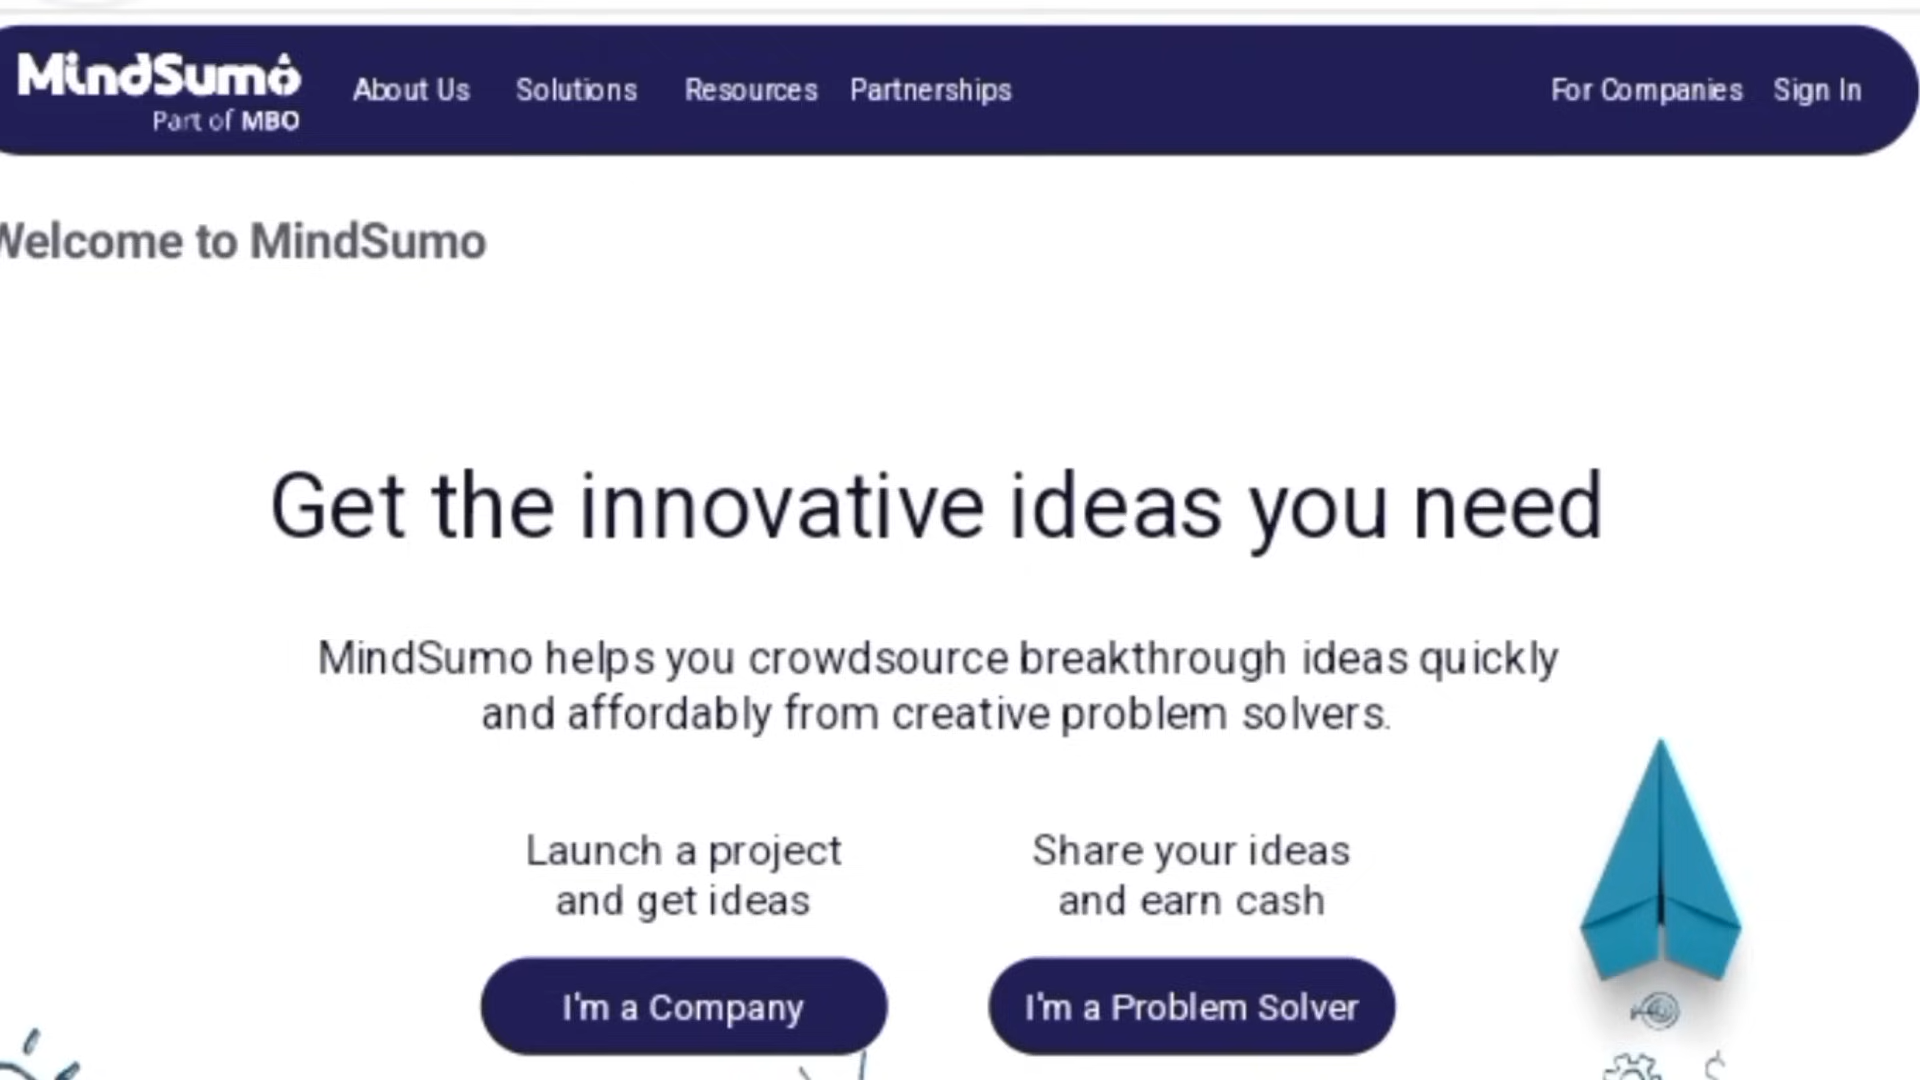 MindSumo
Part of MBO
About Us Solutions Resources Partnerships For Companies Sign In
Welcome to MindSumo
Get the innovative ideas you need
MindSumo helps you crowdsource breakthrough ideas quickly
and affordably from creative problem solvers.
Launch a project
and get ideas
I'm a Company
Share your ideas
and earn cash
I'm a Problem Solver